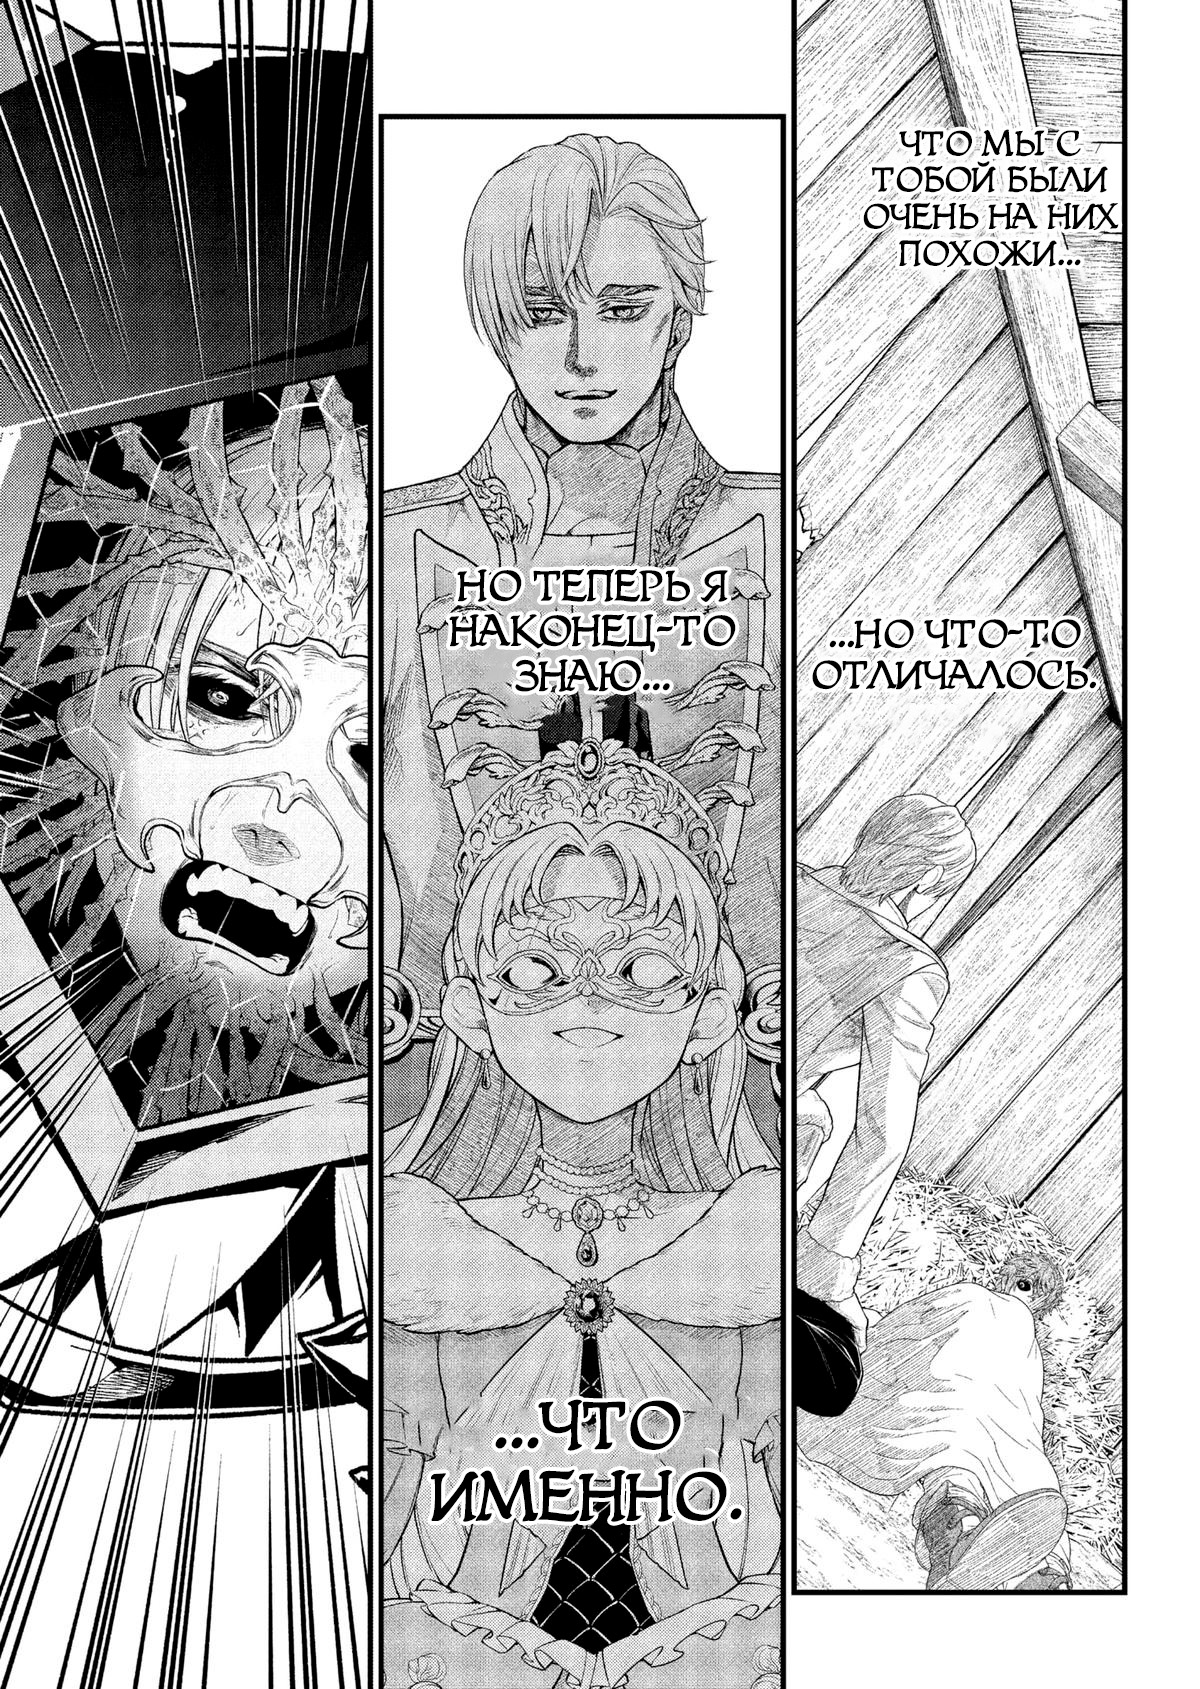 ЧТО МЫ С
ТОБОЙ БЫЛИ
ОЧЕНЬ НА НИХ
ПОХОЖИ...
...НО ЧТО-ТО
ОТЛИЧАЛОСЬ.
НО ТЕПЕРЬ Я
НАКОНЕЦ-ТО
ЗНАЮ...
...ЧТО
ИМЕННО.